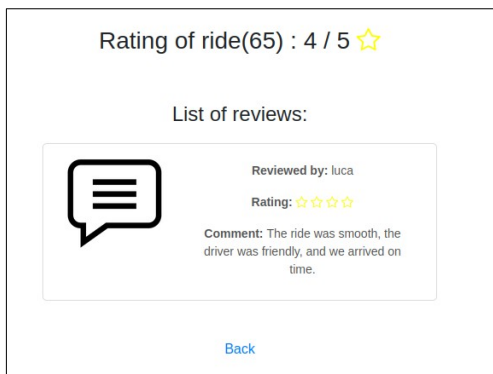 Rating of ride(65) : 4 / 5 ☆
List of reviews:
Reviewed by: luca
Rating: ☆☆☆☆
Comment: The ride was smooth, the
driver was friendly, and we arrived on
time.
Back